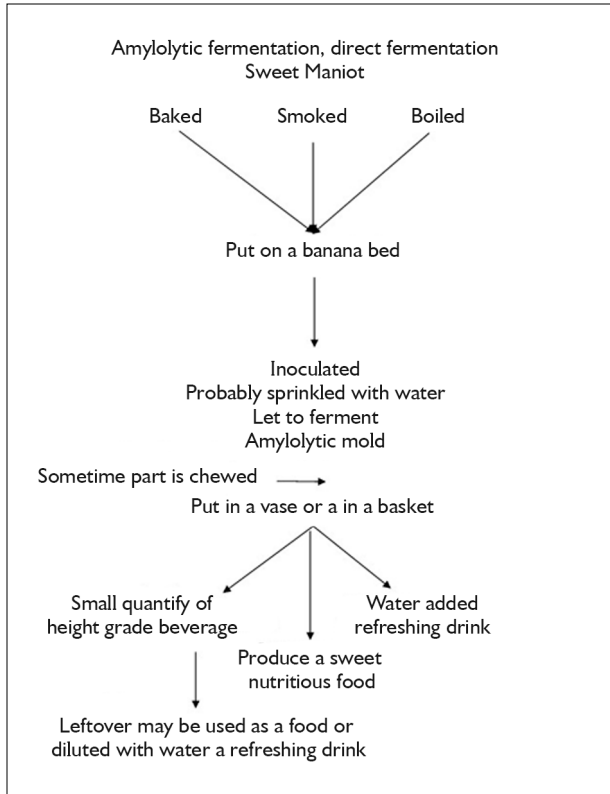 Amylolytic fermentation, direct fermentation
Sweet Maniot
Baked Smoked Boiled
Put on a banana bed
Inoculated
Probably sprinkled with water
Let to ferment
Amylolytic mold
Sometime part is chewed
Put in a vase or a in a basket
Small quantify of
height grade beverage
Water added
refreshing drink
Produce a sweet
nutritious food
Leftover may be used as a food or
diluted with water a refreshing drink